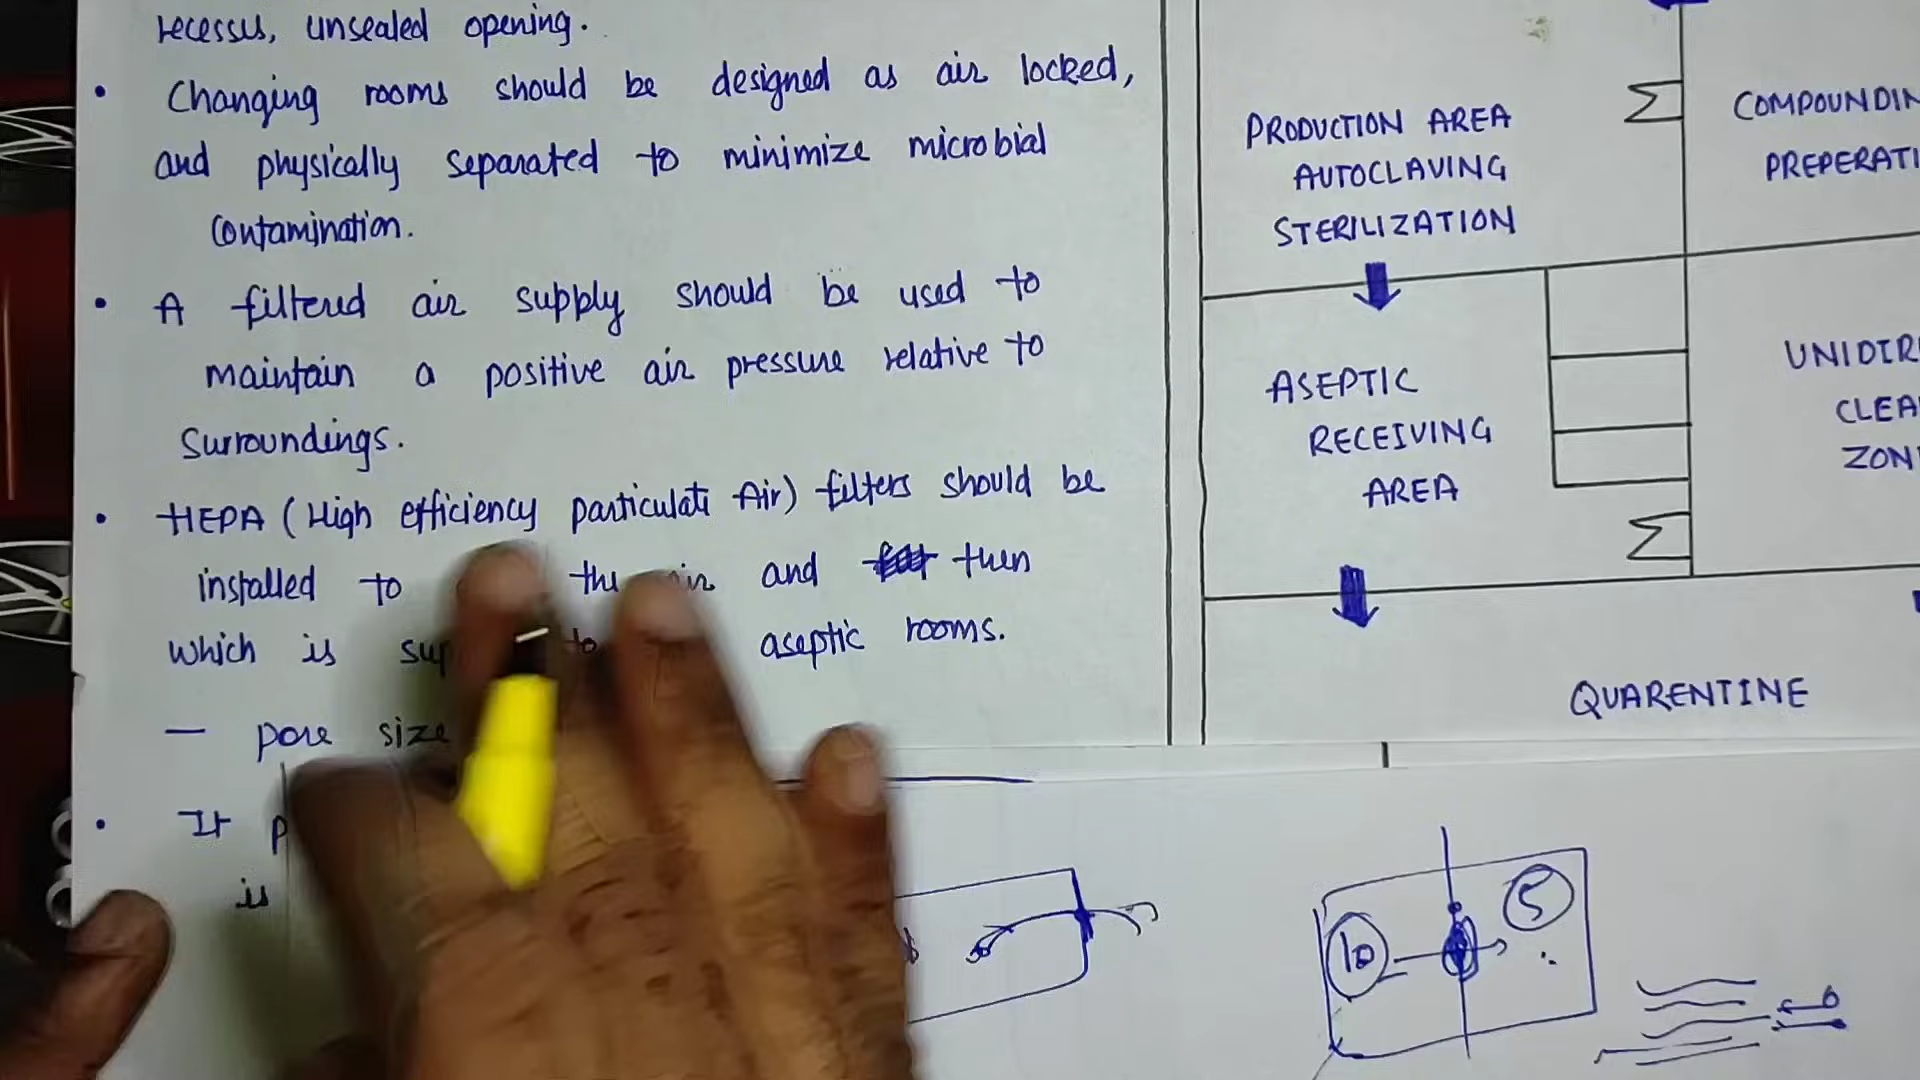 recesses, unsealed opening.
• Changing rooms should be designed as air locked,
and physically separated to minimize microbial
contamination.
• A filtered air supply should be used to
maintain a positive air pressure relative to
surroundings.
• HEPA (High efficiency particulati Air) filters should be
installed to the and then
which is aseptic rooms.
— pore size
• It
is
PRODUCTION AREA
AUTOCLAVING
STERILIZATION
COMPOUNDIN
PREPERATI
ASEPTIC
RECEIVING
AREA
UNIDIR
CLEA
ZON
QUARENTINE
10
5